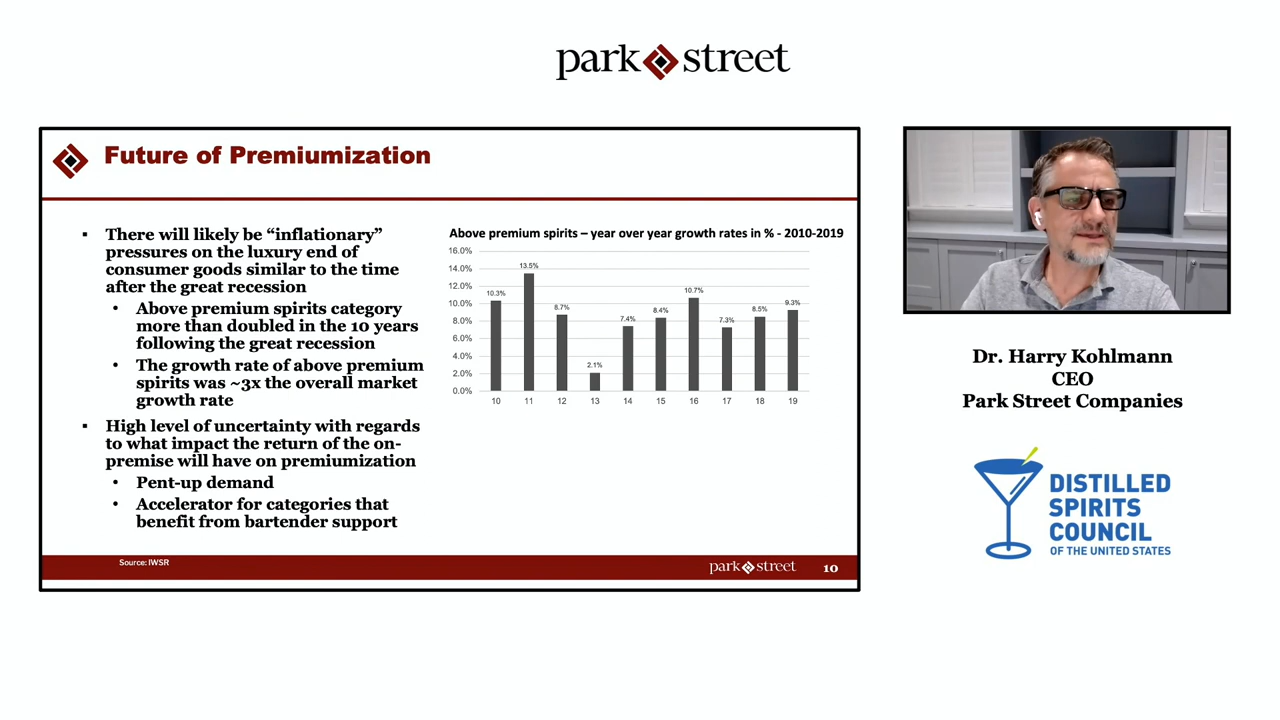 park street
Future of Premiumization
▪ There will likely be “inflationary”
pressures on the luxury end of
consumer goods similar to the time
after the great recession
• Above premium spirits category
more than doubled in the 10 years
following the great recession
• The growth rate of above premium
spirits was ~3x the overall market
growth rate
▪ High level of uncertainty with regards
to what impact the return of the on-
premise will have on premiumization
• Pent-up demand
• Accelerator for categories that
benefit from bartender support
Above premium spirits – year over year growth rates in % - 2010-2019
16.0%
14.0%
12.0%
10.0%
8.0%
6.0%
4.0%
2.0%
0.0%
10.3% 13.5% 8.7% 2.1% 7.4% 8.4% 10.7% 7.3% 8.5% 9.3%
10 11 12 13 14 15 16 17 18 19
Source: IWSR
park street 10
Dr. Harry Kohlmann
CEO
Park Street Companies
DISTILLED
SPIRITS
COUNCIL
OF THE UNITED STATES